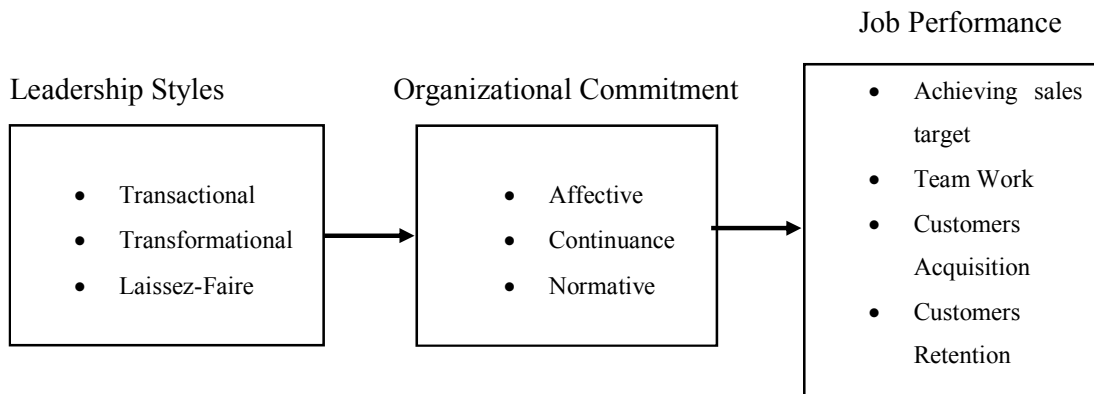 Leadership Styles
• Transactional
• Transformational
• Laissez-Faire
Organizational Commitment
• Affective
• Continuance
• Normative
Job Performance
• Achieving sales
target
• Team Work
• Customers
Acquisition
• Customers
Retention